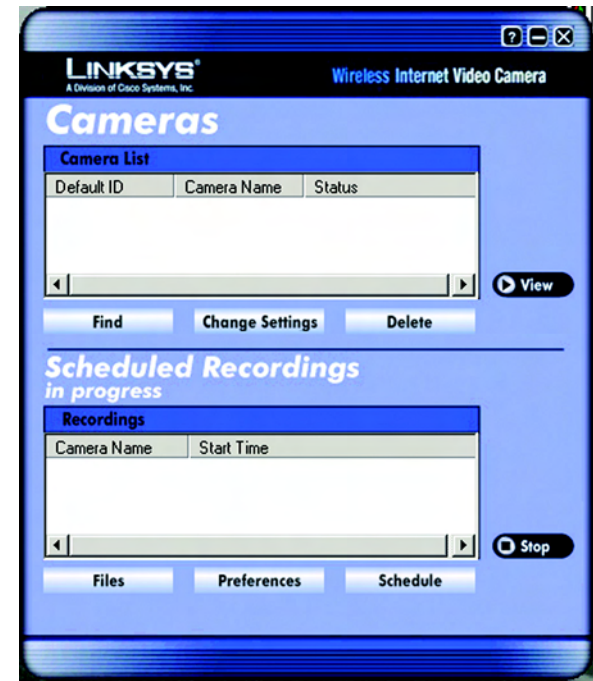 ?
LINKSYS®
A Division of Cisco Systems, Inc.
Wireless Internet Video Camera
Cameras
Camera List
Default ID Camera Name Status
View
Find Change Settings Delete
Scheduled Recordings
in progress
Recordings
Camera Name Start Time
Stop
Files Preferences Schedule